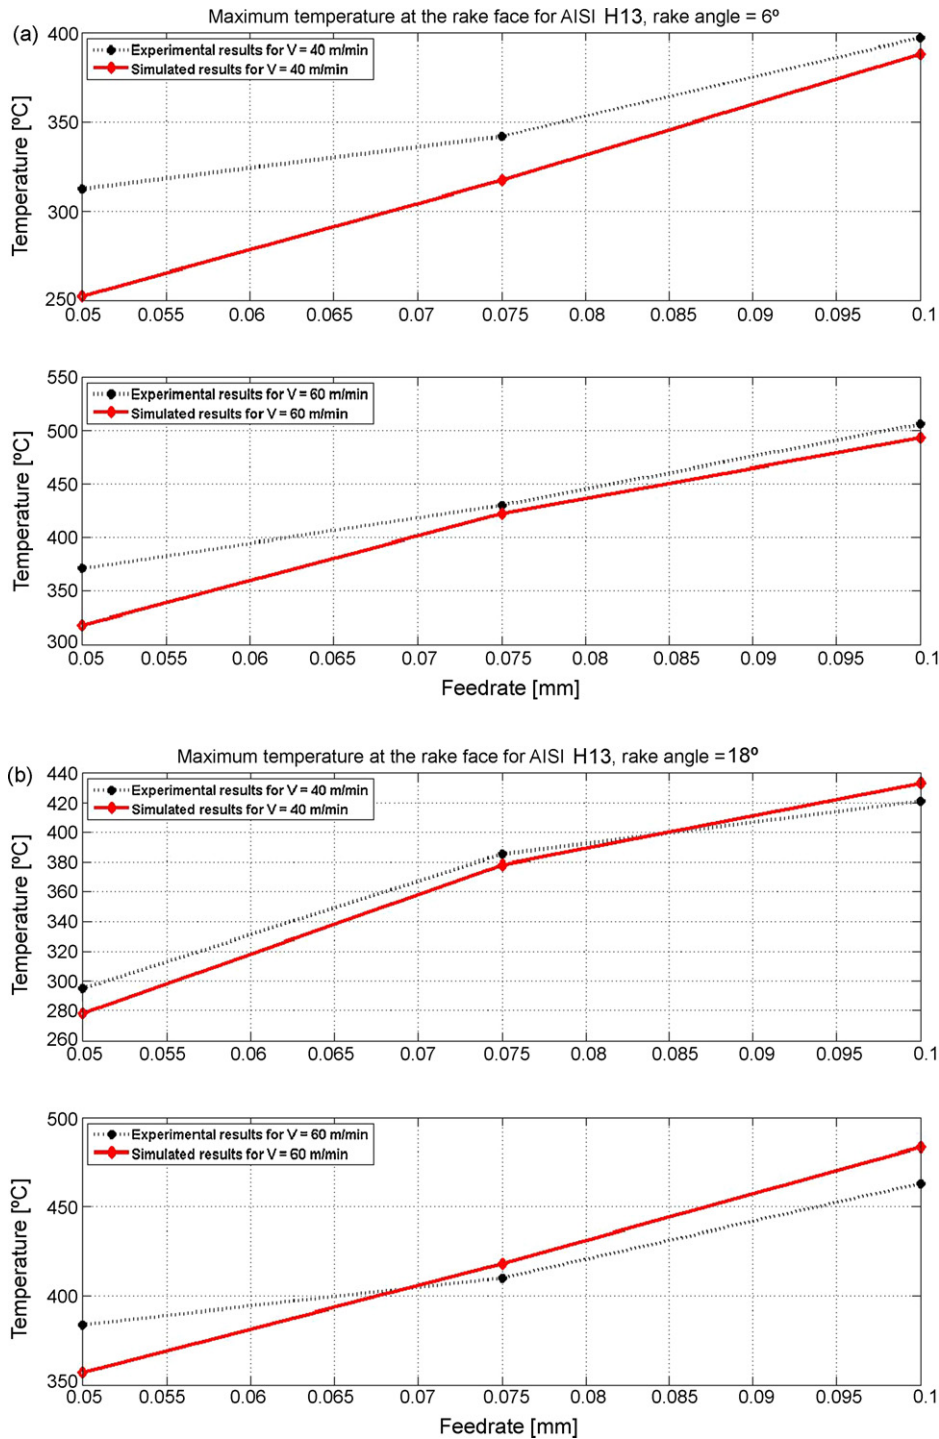 Maximum temperature at the rake face for AISI H13, rake angle = 6º
(a)
400
350
300
250
Temperature [ºC]
Experimental results for V = 40 m/min
Simulated results for V = 40 m/min
0.05 0.055 0.06 0.065 0.07 0.075 0.08 0.085 0.09 0.095 0.1
550
500
450
400
350
300
Temperature [ºC]
Experimental results for V = 60 m/min
Simulated results for V = 60 m/min
0.05 0.055 0.06 0.065 0.07 0.075 0.08 0.085 0.09 0.095 0.1
Feedrate [mm]
Maximum temperature at the rake face for AISI H13, rake angle =18º
(b)
440
420
400
380
360
340
320
300
280
260
Temperature [ºC]
Experimental results for V = 40 m/min
Simulated results for V = 40 m/min
0.05 0.055 0.06 0.065 0.07 0.075 0.08 0.085 0.09 0.095 0.1
500
450
400
350
Temperature [ºC]
Experimental results for V = 60 m/min
Simulated results for V = 60 m/min
0.05 0.055 0.06 0.065 0.07 0.075 0.08 0.085 0.09 0.095 0.1
Feedrate [mm]